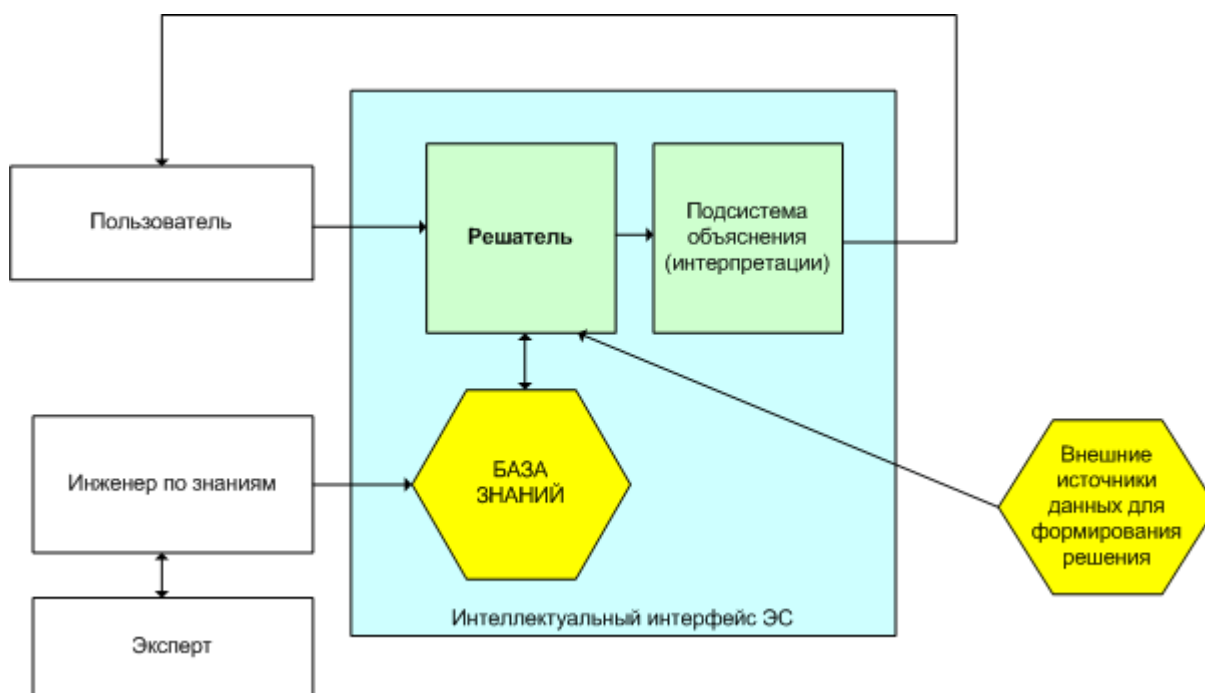 Пользователь
Решатель
Подсистема
объяснения
(интерпретации)
Инженер по знаниям
БАЗА
ЗНАНИЙ
Внешние
источники
данных для
формирования
решения
Интеллектуальный интерфейс ЭС
Эксперт